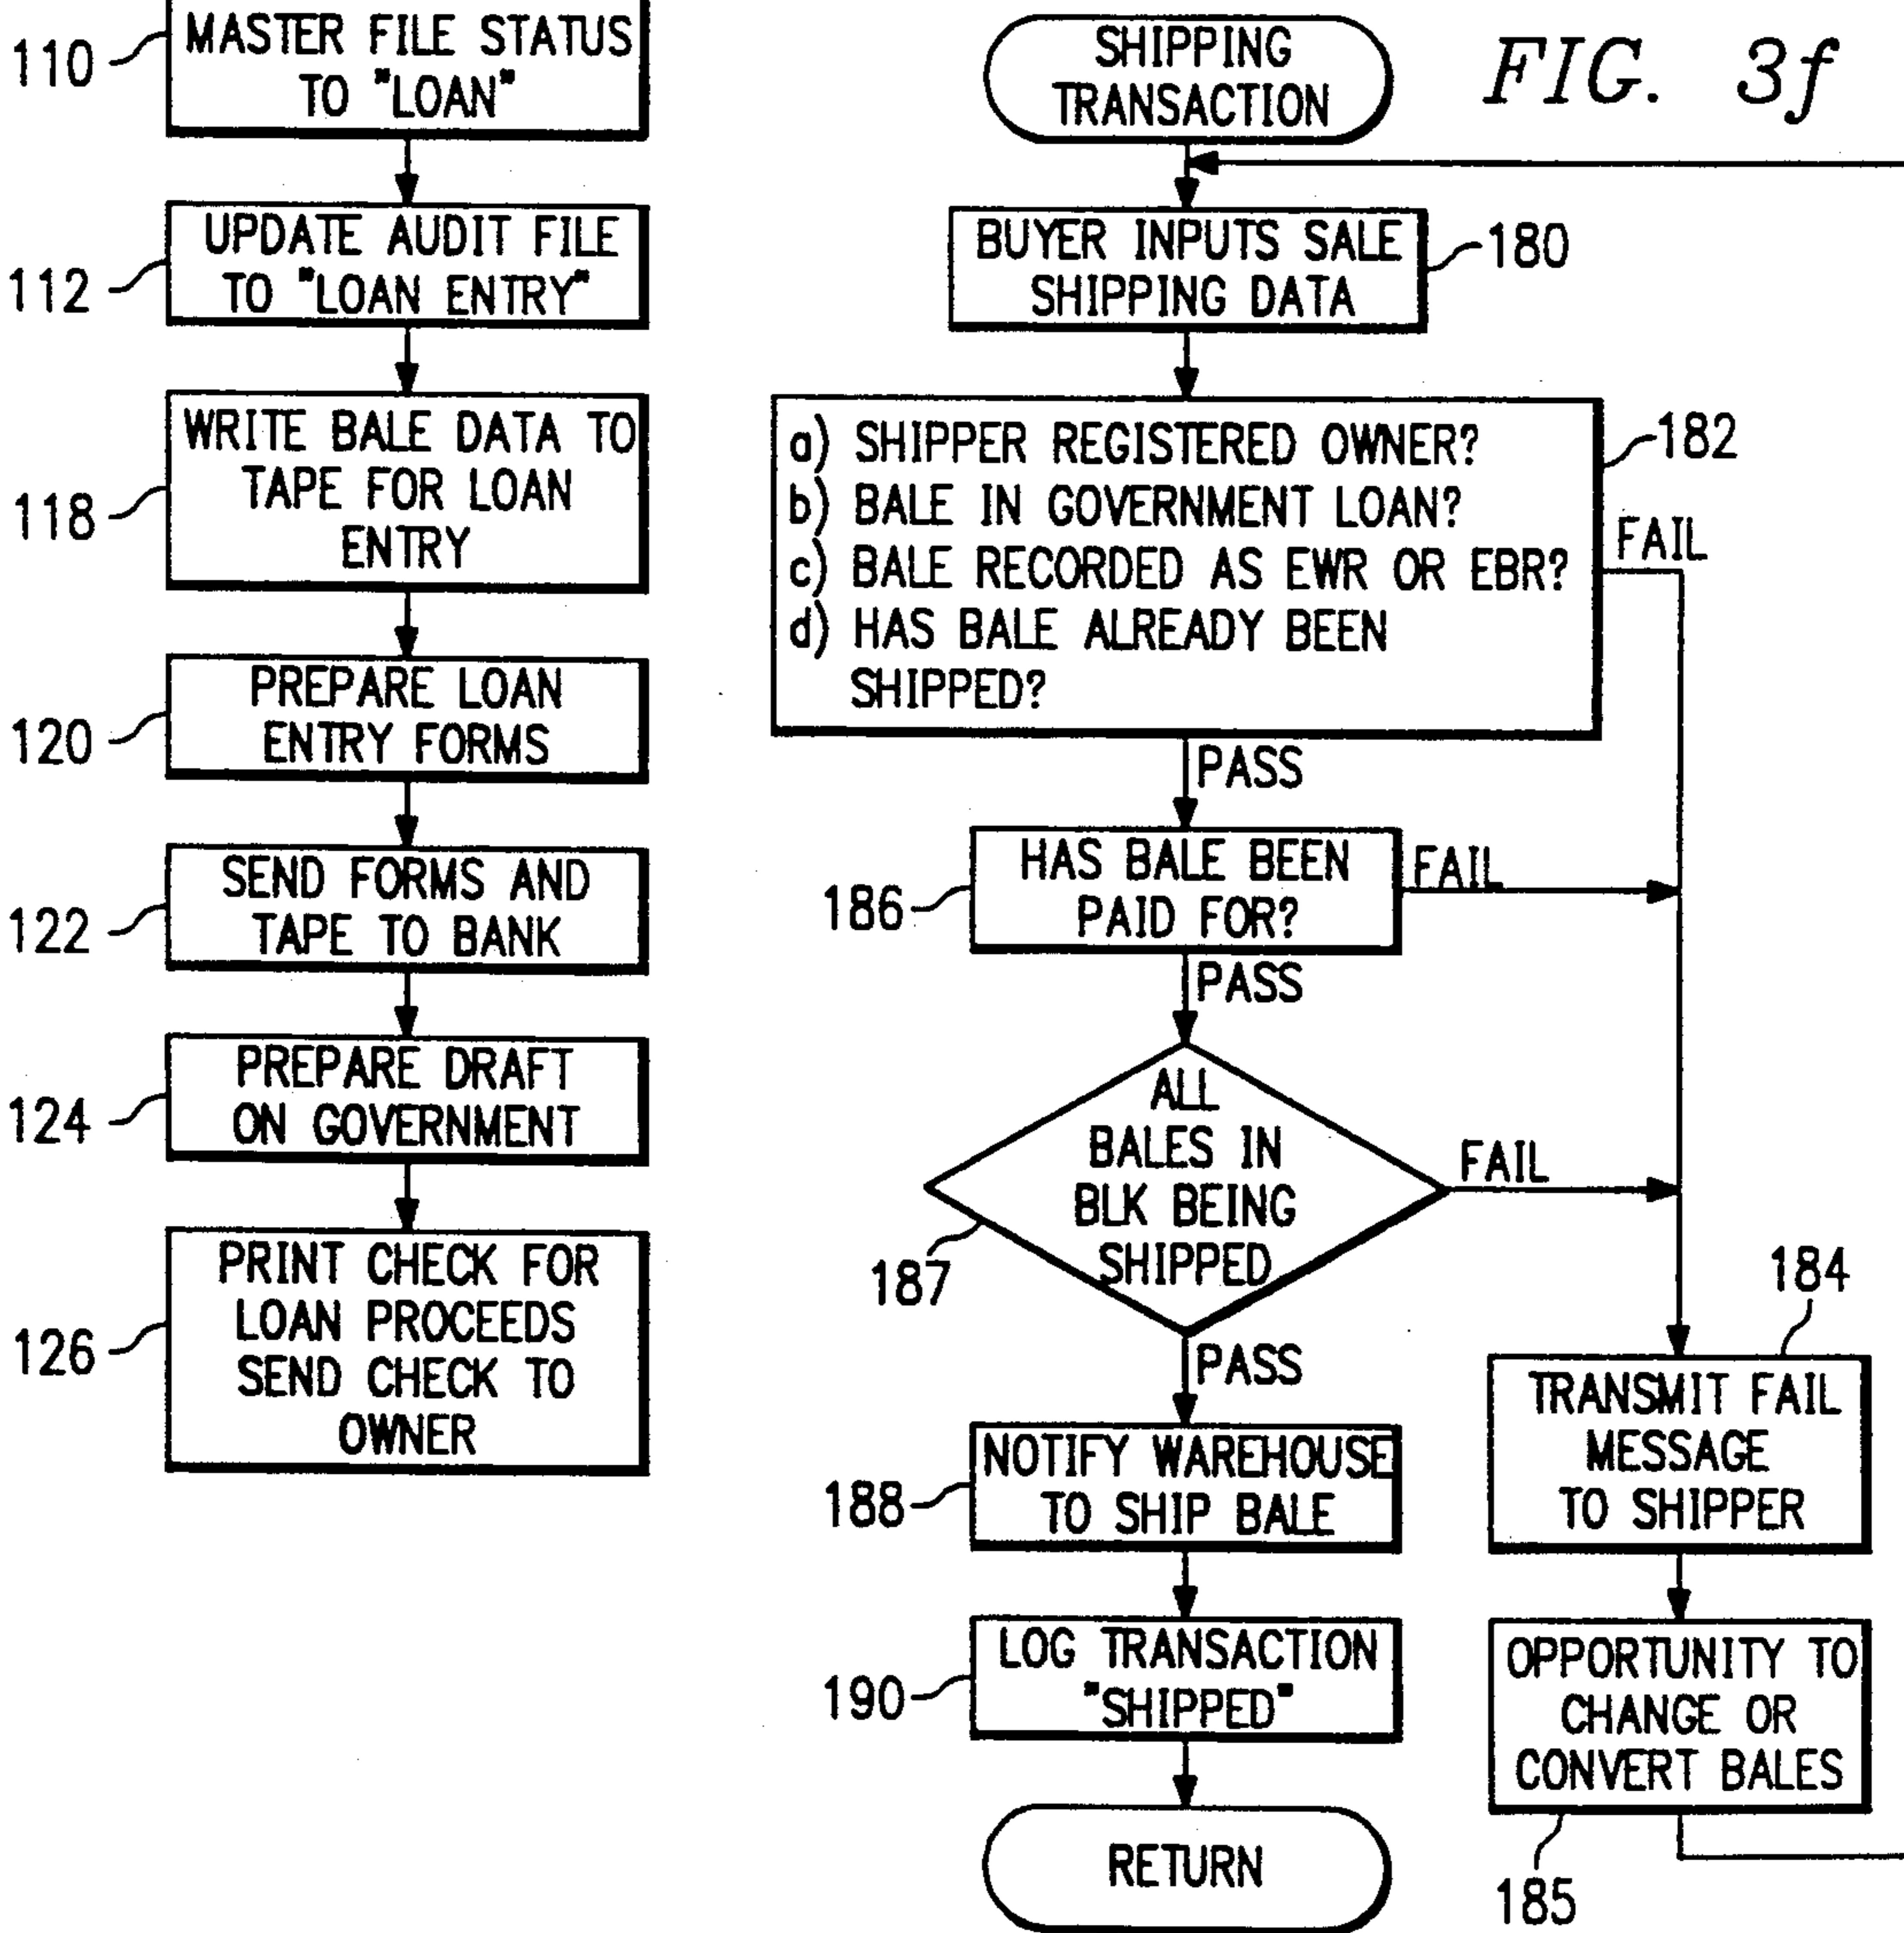 110
MASTER FILE STATUS
TO "LOAN"
112
UPDATE AUDIT FILE
TO "LOAN ENTRY"
118
WRITE BALE DATA TO
TAPE FOR LOAN
ENTRY
120
PREPARE LOAN
ENTRY FORMS
122
SEND FORMS AND
TAPE TO BANK
124
PREPARE DRAFT
ON GOVERNMENT
126
PRINT CHECK FOR
LOAN PROCEEDS
SEND CHECK TO
OWNER
FIG. 3f
SHIPPING
TRANSACTION
BUYER INPUTS SALE
SHIPPING DATA
180
a) SHIPPER REGISTERED OWNER?
b) BALE IN GOVERNMENT LOAN?
c) BALE RECORDED AS EWR OR EBR?
d) HAS BALE ALREADY BEEN
SHIPPED?
182
FAIL
PASS
HAS BALE BEEN
PAID FOR?
186
FAIL
PASS
ALL
BALES IN
BLK BEING
SHIPPED
187
FAIL
PASS
NOTIFY WAREHOUSE
TO SHIP BALE
188
LOG TRANSACTION
"SHIPPED"
190
RETURN
184
TRANSMIT FAIL
MESSAGE
TO SHIPPER
OPPORTUNITY TO
CHANGE OR
CONVERT BALES
185